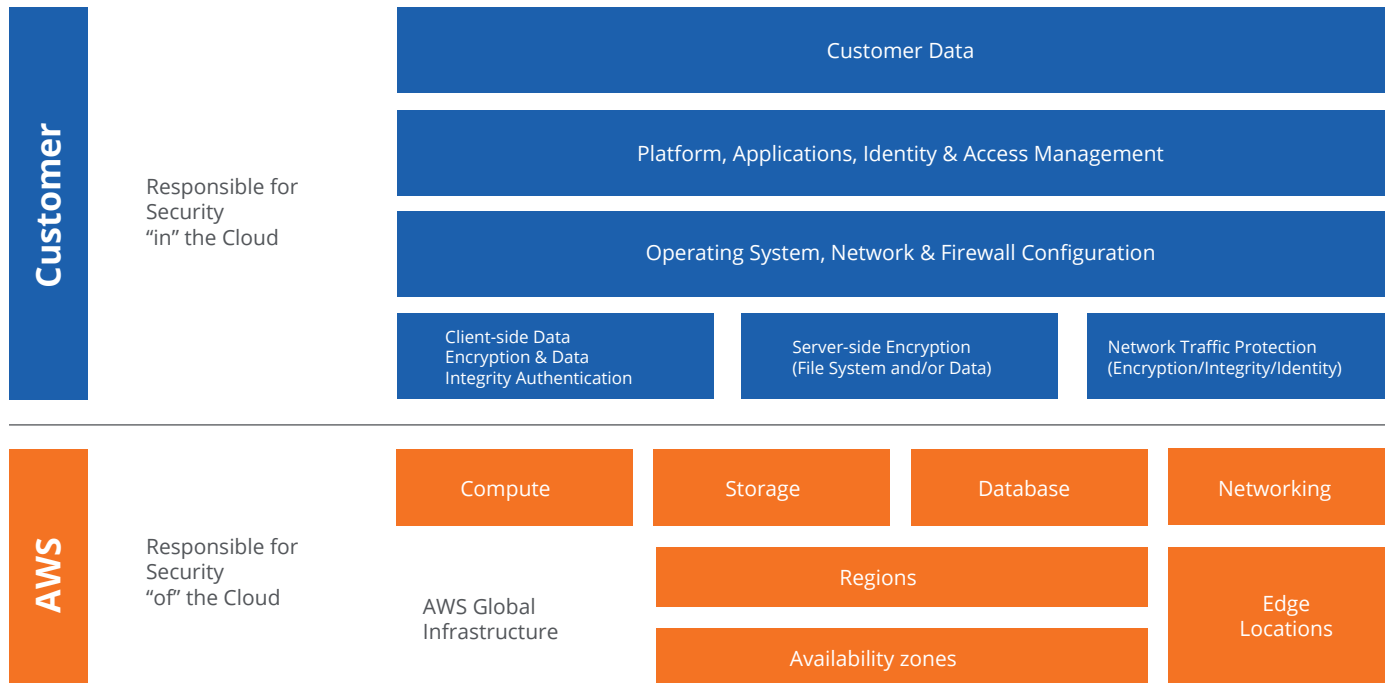 Customer
Responsible for
Security
“in” the Cloud
Customer Data
Platform, Applications, Identity & Access Management
Operating System, Network & Firewall Configuration
Client-side Data
Encryption & Data
Integrity Authentication
Server-side Encryption
(File System and/or Data)
Network Traffic Protection
(Encryption/Integrity/Identity)
AWS
Responsible for
Security
“of” the Cloud
Compute
Storage
Database
Networking
AWS Global
Infrastructure
Regions
Availability zones
Edge
Locations